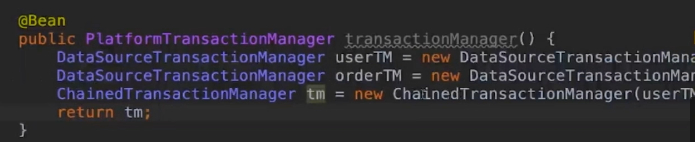 @Bean
public PlatformTransactionManager transactionManager() {
DataSourceTransactionManager userTM = new DataSourceTransactionMana
DataSourceTransactionManager orderTM = new DataSourceTransactionMan
ChainedTransactionManager tm = new ChainedTransactionManager(userTM
return tm;
}